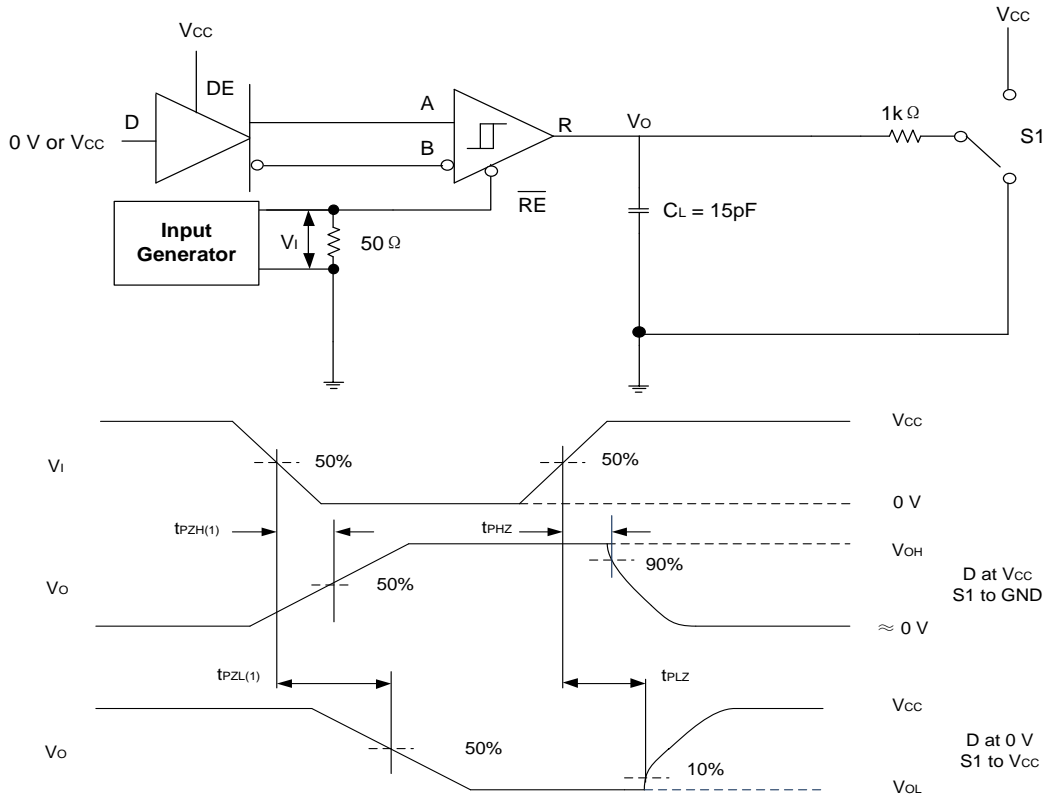 VCC
VCC
DE
D
A
1kΩ
0 V or VCC
R
VO
S1
B
RE
CL = 15pF
Input
Generator
VI
50 Ω
VCC
VI
50%
50%
0 V
tPZH(1)
tPHZ
VOH
90%
D at VCC
S1 to GND
VO
50%
≈ 0 V
tPZL(1)
tPLZ
VCC
VO
50%
D at 0 V
S1 to VCC
10%
VOL